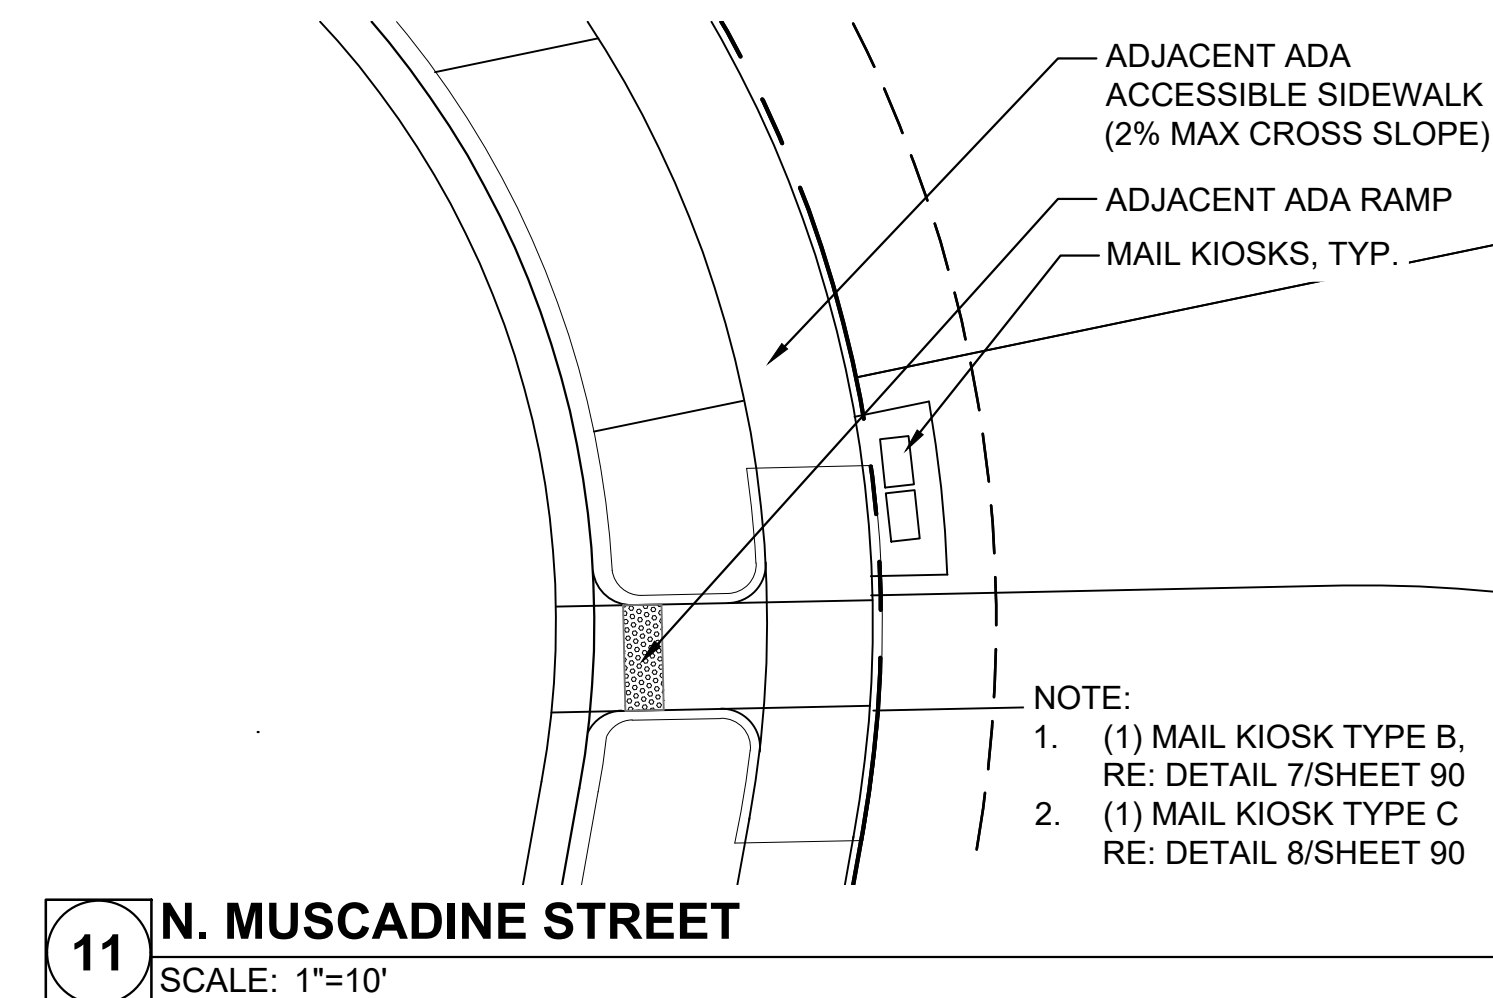 ADJACENT ADA
ACCESSIBLE SIDEWALK
(2% MAX CROSS SLOPE)
ADJACENT ADA RAMP
MAIL KIOSKS, TYP.
NOTE:
1. (1) MAIL KIOSK TYPE B,
RE: DETAIL 7/SHEET 90
2. (1) MAIL KIOSK TYPE C
RE: DETAIL 8/SHEET 90
11 N. MUSCADINE STREET
SCALE: 1"=10'